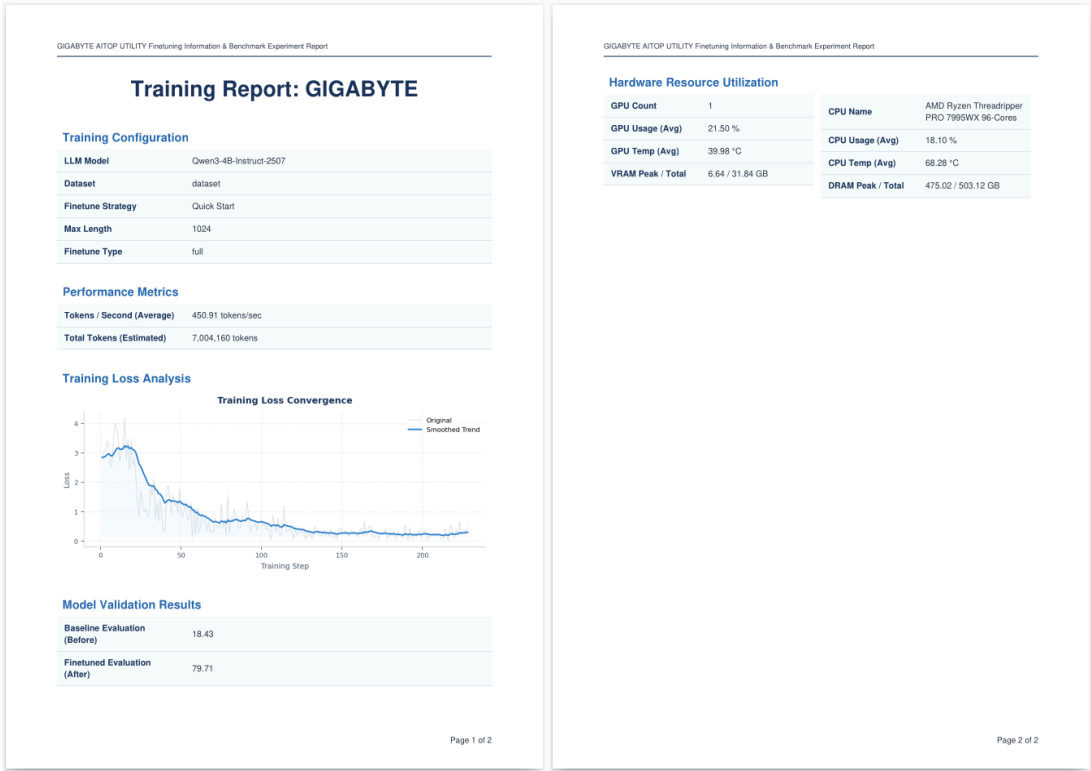 GIGABYTE AITOP UTILITY Finetuning Information & Benchmark Experiment Report
Training Report: GIGABYTE
Training Configuration
LLM Model Qwen3-4B-Instruct-2507
Dataset dataset
Finetune Strategy Quick Start
Max Length 1024
Finetune Type full
Performance Metrics
Tokens / Second (Average) 450.91 tokens/sec
Total Tokens (Estimated) 7,004,160 tokens
Training Loss Analysis
Training Loss Convergence
Original
Smoothed Trend
4
3
2
1
0
Loss
0 50 100 150 200
Training Step
Model Validation Results
Baseline Evaluation
(Before)
18.43
Finetuned Evaluation
(After)
79.71
Page 1 of 2
GIGABYTE AITOP UTILITY Finetuning Information & Benchmark Experiment Report
Hardware Resource Utilization
GPU Count 1
GPU Usage (Avg) 21.50 %
GPU Temp (Avg) 39.98 °C
VRAM Peak / Total 6.64 / 31.84 GB
CPU Name
AMD Ryzen Threadripper
PRO 7995WX 96-Cores
CPU Usage (Avg) 18.10 %
CPU Temp (Avg) 68.28 °C
DRAM Peak / Total 475.02 / 503.12 GB
Page 2 of 2